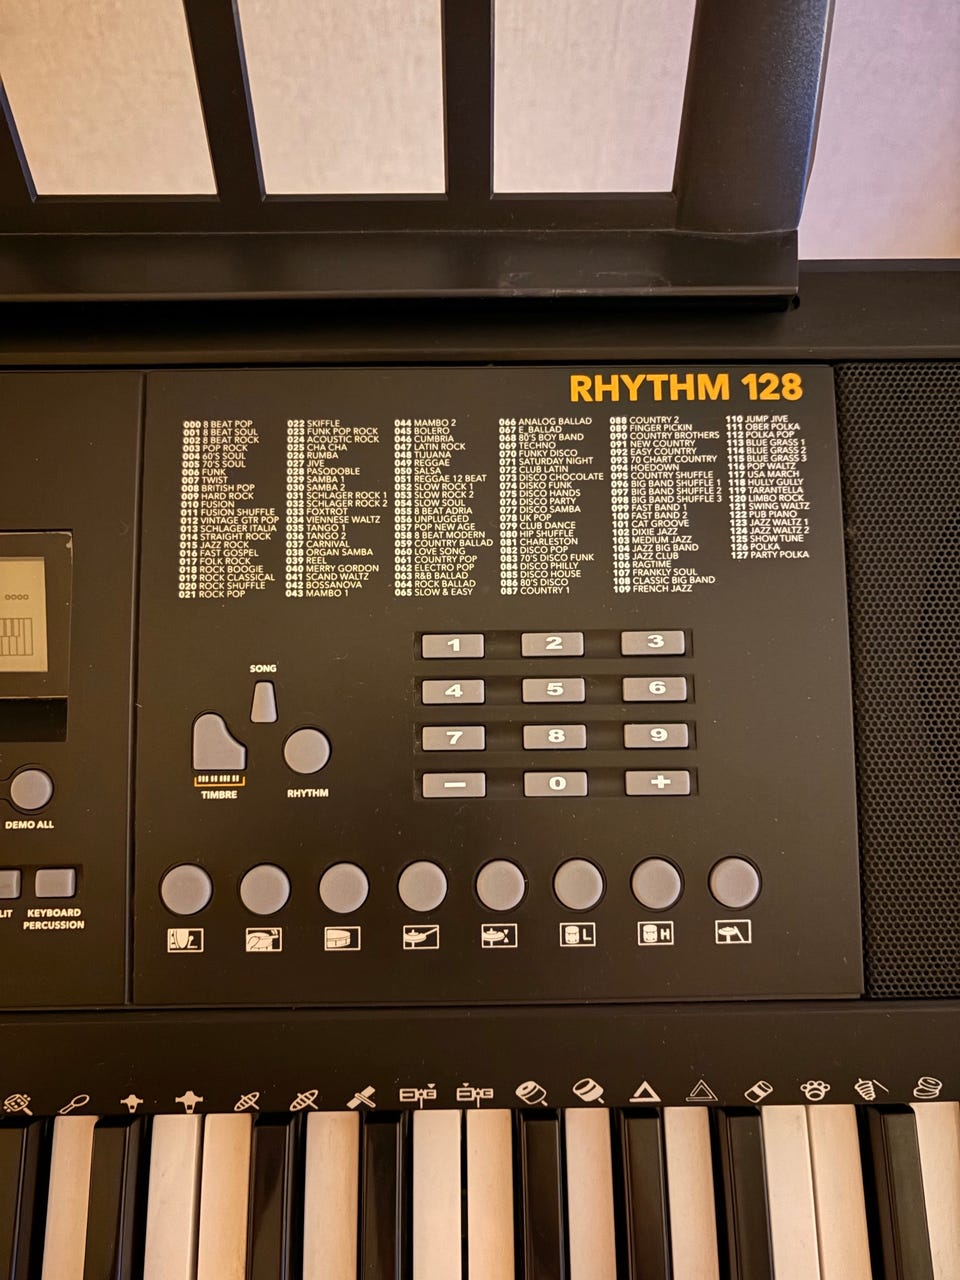 RHYTHM 128
000 8 BEAT POP
001 8 BEAT SOUL
002 8 BEAT ROCK
003 POP ROCK
004 60'S SOUL
005 70'S SOUL
006 FUNK
007 TWIST
008 BRITISH POP
009 HARD ROCK
010 FUSION
011 FUSION SHUFFLE
012 VINTAGE GTR POP
013 SCHLAGER ITALIA
014 STRAIGHT ROCK
015 JAZZ ROCK
016 FAST GOSPEL
017 FOLK ROCK
018 ROCK BOOGIE
019 ROCK CLASSICAL
020 ROCK SHUFFLE
021 ROCK POP
022 SKIFFLE
023 FUNK POP ROCK
024 ACOUSTIC ROCK
025 CHA CHA
026 RUMBA
027 JIVE
028 PASODOBLE
029 SAMBA 1
030 SAMBA 2
031 SCHLAGER ROCK 1
032 SCHLAGER ROCK 2
033 FOXTROT
034 VIENNESE WALTZ
035 TANGO 1
036 TANGO 2
037 CARNIVAL
038 ORGAN SAMBA
039 REEL
040 MERRY GORDON
041 SCAND WALTZ
042 BOSSANOVA
043 MAMBO 1
044 MAMBO 2
045 BOLERO
046 CUMBRIA
047 LATIN ROCK
048 TIJUANA
049 REGGAE
050 SALSA
051 REGGAE 12 BEAT
052 SLOW ROCK 1
053 SLOW ROCK 2
054 SLOW SOUL
055 8 BEAT ADRIA
056 UNPLUGGED
057 POP NEW AGE
058 8 BEAT MODERN
059 COUNTRY BALLAD
060 LOVE SONG
061 COUNTRY POP
062 ELECTRO POP
063 R&B BALLAD
064 ROCK BALLAD
065 SLOW & EASY
066 ANALOG BALLAD
067 E. BALLAD
068 80'S BOY BAND
069 TECHNO
070 FUNKY DISCO
071 SATURDAY NIGHT
072 CLUB LATIN
073 DISCO CHOCOLATE
074 DISCO FUNK
075 DISCO HANDS
076 DISCO PARTY
077 DISCO SAMBA
078 UK POP
079 CLUB DANCE
080 HIP SHUFFLE
081 CHARLESTON
082 DISCO POP
083 70'S DISCO FUNK
084 DISCO PHILLY
085 DISCO HOUSE
086 80'S DISCO
087 COUNTRY 1
088 COUNTRY 2
089 FINGER PICKIN
090 COUNTRY BROTHERS
091 NEW COUNTRY
092 EASY COUNTRY
093 70 CHART COUNTRY
094 HOEDOWN
095 COUNTRY SHUFFLE
096 BIG BAND SHUFFLE 1
097 BIG BAND SHUFFLE 2
098 BIG BAND SHUFFLE 3
099 FAST BAND 1
100 FAST BAND 2
101 CAT GROOVE
102 DIXIE JAZZ
103 MEDIUM JAZZ
104 JAZZ BIG BAND
105 JAZZ CLUB
106 RAGTIME
107 FRANKLY SOUL
108 CLASSIC BIG BAND
109 FRENCH JAZZ
110 JUMP JIVE
111 OBER POLKA
112 POLKA POP
113 BLUE GRASS 1
114 BLUE GRASS 2
115 BLUE GRASS 3
116 POP WALTZ
117 USA MARCH
118 HULLY GULLY
119 TARANTELLA
120 LIMBO ROCK
121 SWING WALTZ
122 PUB PIANO
123 JAZZ WALTZ 1
124 JAZZ WALTZ 2
125 SHOW TUNE
126 POLKA
127 PARTY POLKA
1 2 3
4 5 6
7 8 9
- 0 +
SONG
TIMBRE
RHYTHM
DEMO ALL
LIT
KEYBOARD
PERCUSSION
L
H